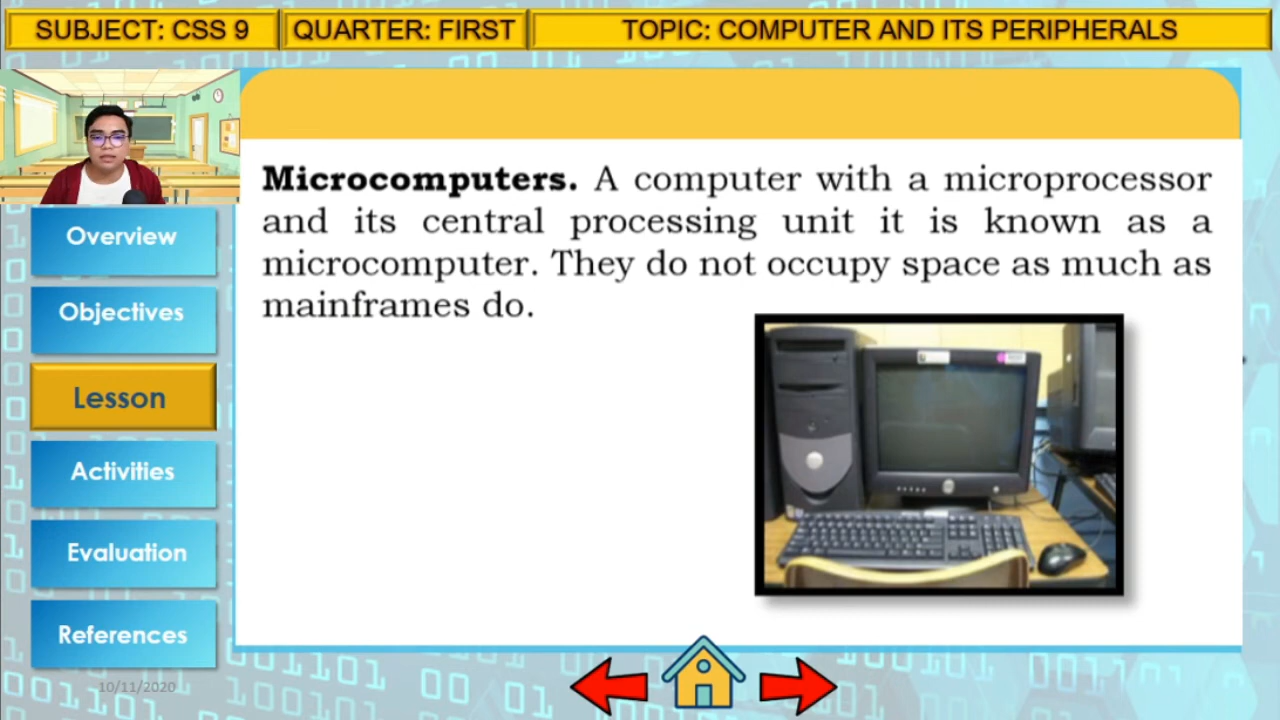 SUBJECT: CSS 9
QUARTER: FIRST
TOPIC: COMPUTER AND ITS PERIPHERALS
Microcomputers. A computer with a microprocessor
and its central processing unit it is known as a
microcomputer. They do not occupy space as much as
mainframes do.
Overview
Objectives
Lesson
Activities
Evaluation
References
10/11/2020